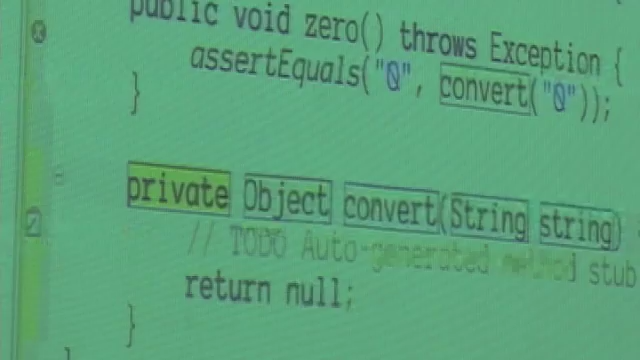 public void zero() throws Exception {
assertEquals("0", convert("0"));
}
private Object convert(String string)
// TODO Auto-generated method stub
return null;
}
}